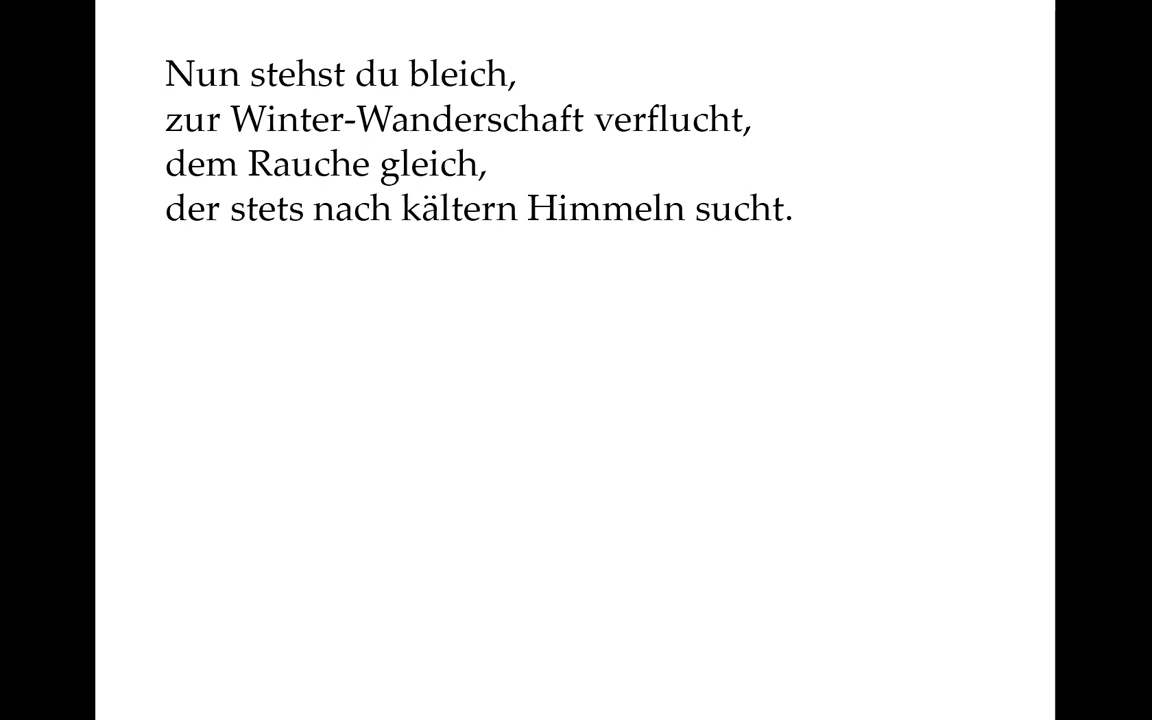 Nun stehst du bleich,
zur Winter-Wanderschaft verflucht,
dem Rauche gleich,
der stets nach kältern Himmeln sucht.